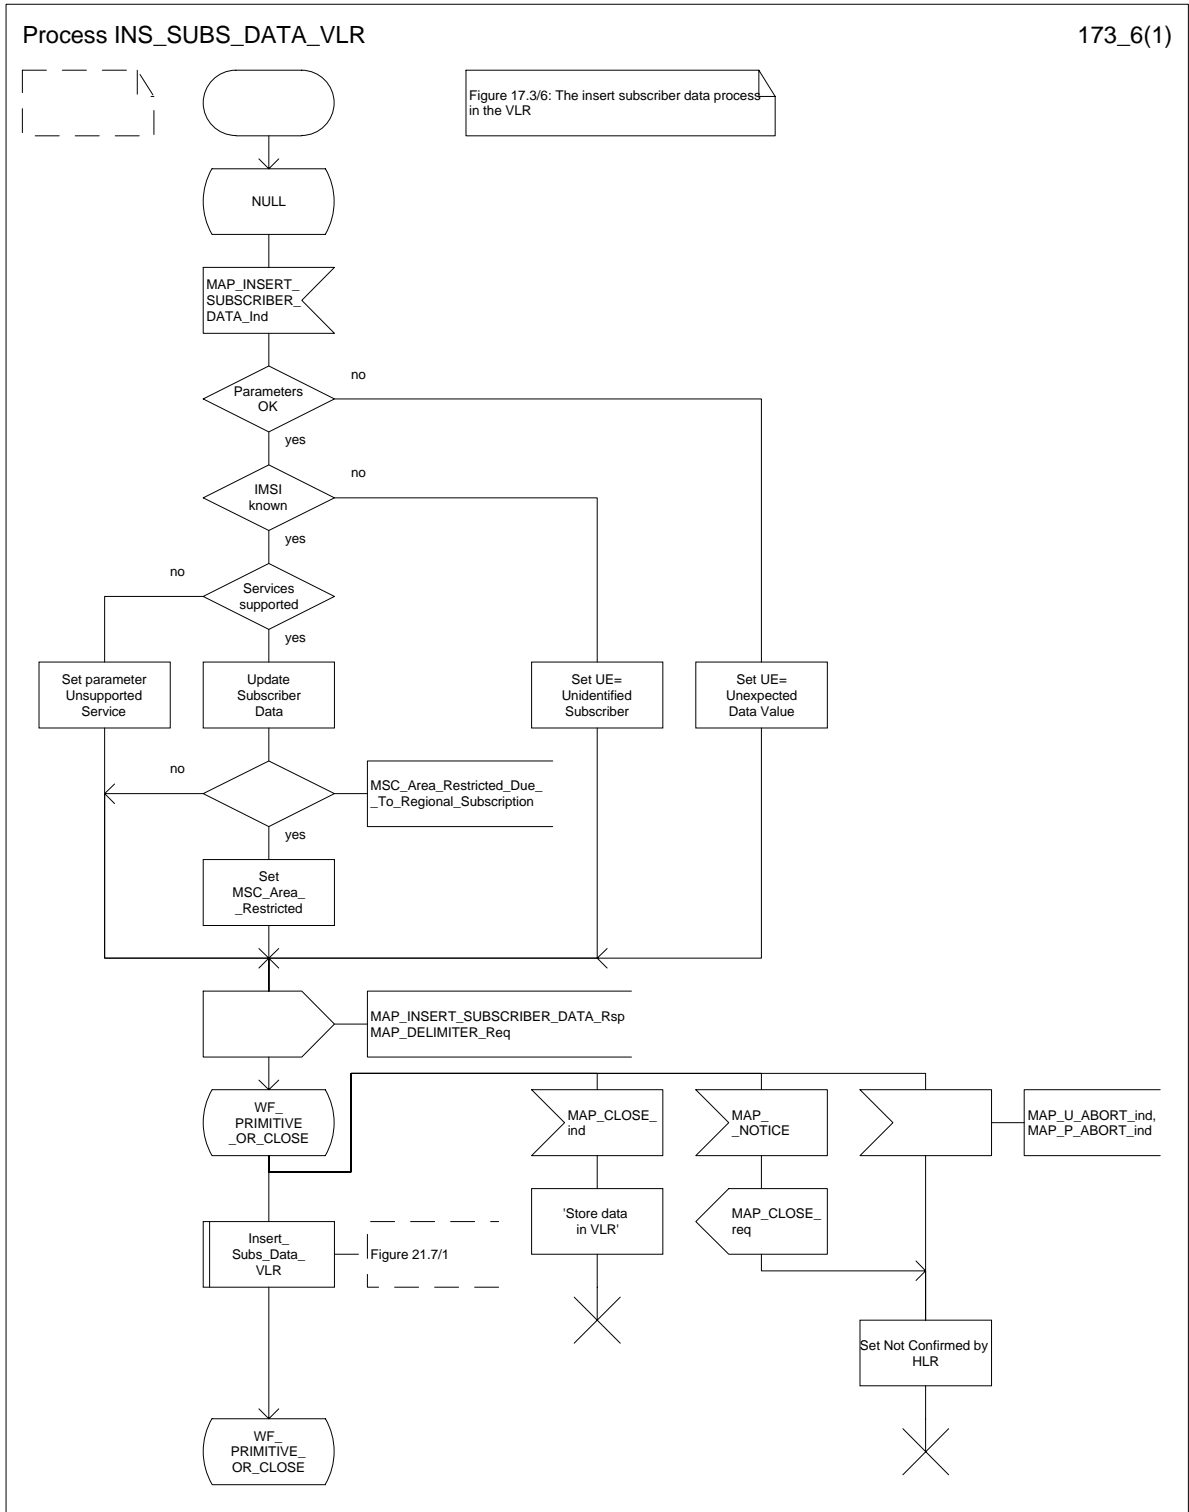 Process INS_SUBS_DATA_VLR
173_6(1)
Figure 17.3/6: The insert subscriber data process
in the VLR
NULL
MAP_INSERT_
SUBSCRIBER_
DATA_Ind
Parameters
OK
no
yes
IMSI
known
no
yes
Services
supported
no
yes
Set parameter
Unsupported
Service
Update
Subscriber
Data
Set UE=
Unidentified
Subscriber
Set UE=
Unexpected
Data Value
no
MSC_Area_Restricted_Due_
_To_Regional_Subscription
yes
Set
MSC_Area_
_Restricted
MAP_INSERT_SUBSCRIBER_DATA_Rsp
MAP_DELIMITER_Req
WF_
PRIMITIVE
_OR_CLOSE
MAP_CLOSE_
ind
MAP_
_NOTICE
MAP_U_ABORT_ind,
MAP_P_ABORT_ind
Insert_
Subs_Data_
VLR
Figure 21.7/1
'Store data
in VLR'
MAP_CLOSE_
req
Set Not Confirmed by
HLR
WF_
PRIMITIVE_
OR_CLOSE